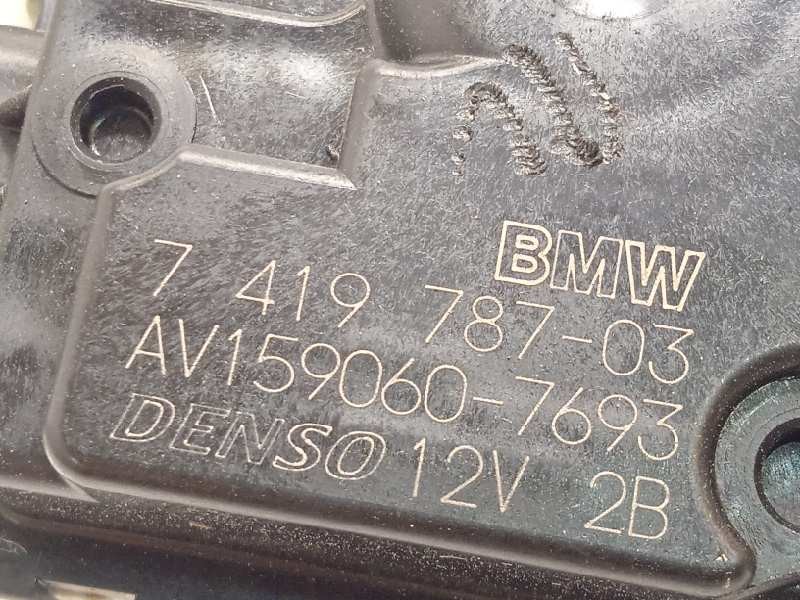 BMW
7 419 787-03
AV159060-7693
DENSO 12V 2B